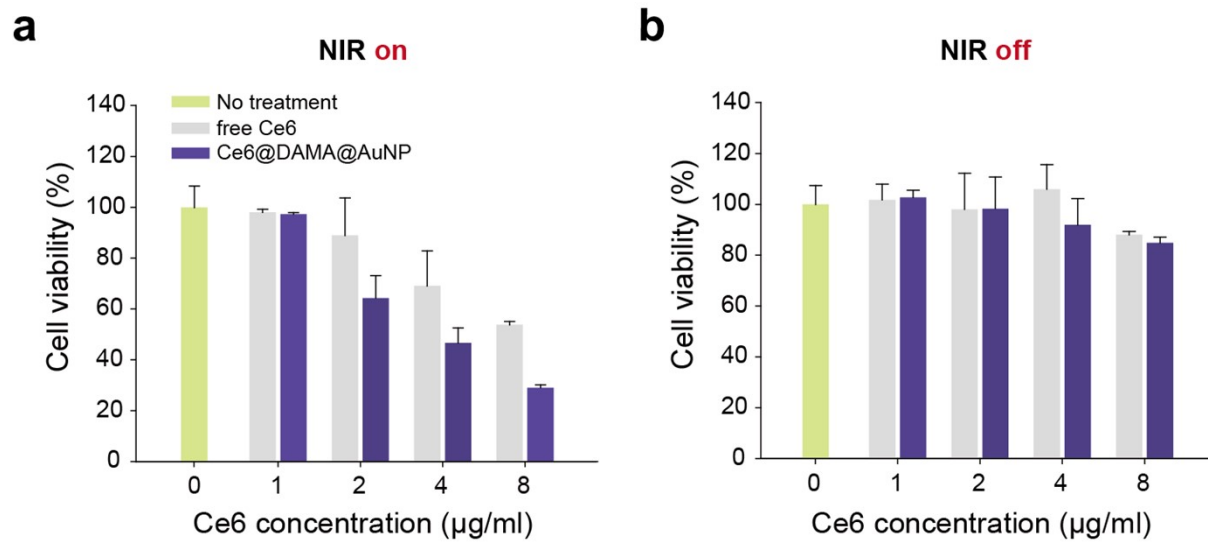 a
NIR on
No treatment
free Ce6
Ce6@DAMA@AuNP
Cell viability (%)
140
120
100
80
60
40
20
0
0 1 2 4 8
Ce6 concentration (μg/ml)
b
NIR off
Cell viability (%)
140
120
100
80
60
40
20
0
0 1 2 4 8
Ce6 concentration (μg/ml)